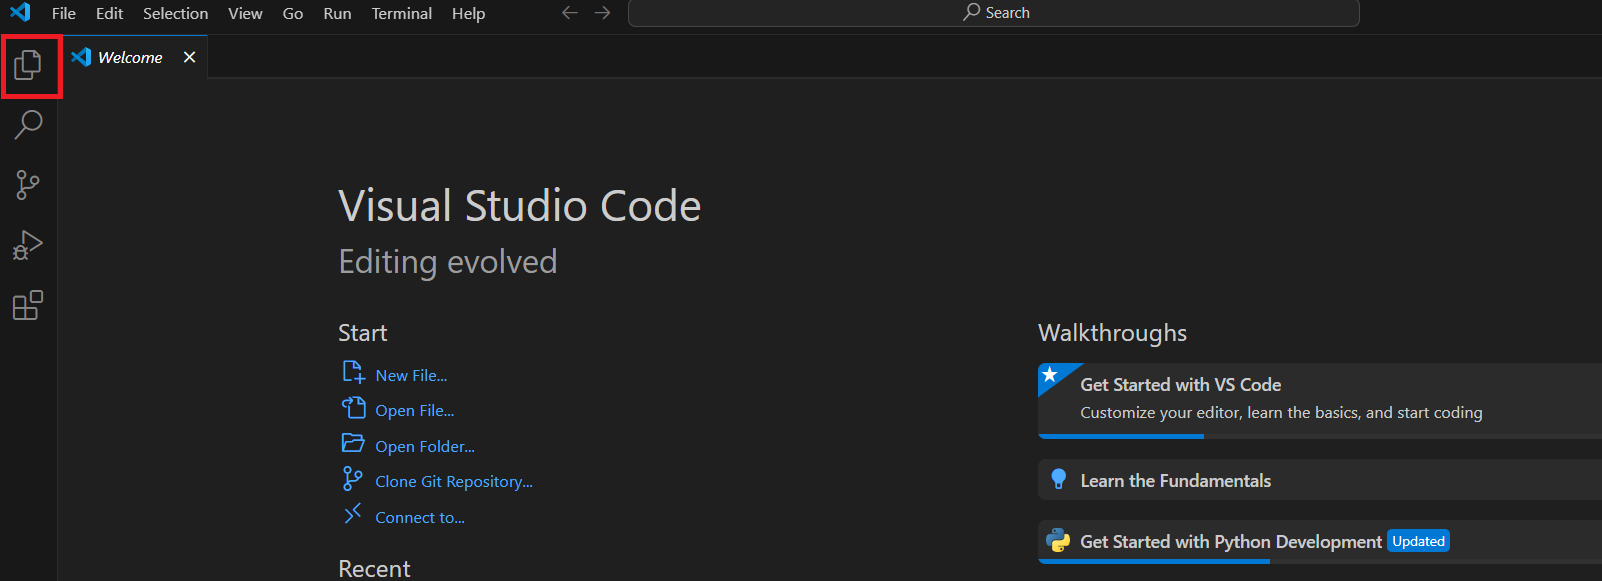 File Edit Selection View Go Run Terminal Help
Search
Welcome
Visual Studio Code
Editing evolved
Start
New File...
Open File...
Open Folder...
Clone Git Repository...
Connect to...
Recent
Walkthroughs
Get Started with VS Code
Customize your editor, learn the basics, and start coding
Learn the Fundamentals
Get Started with Python Development Updated